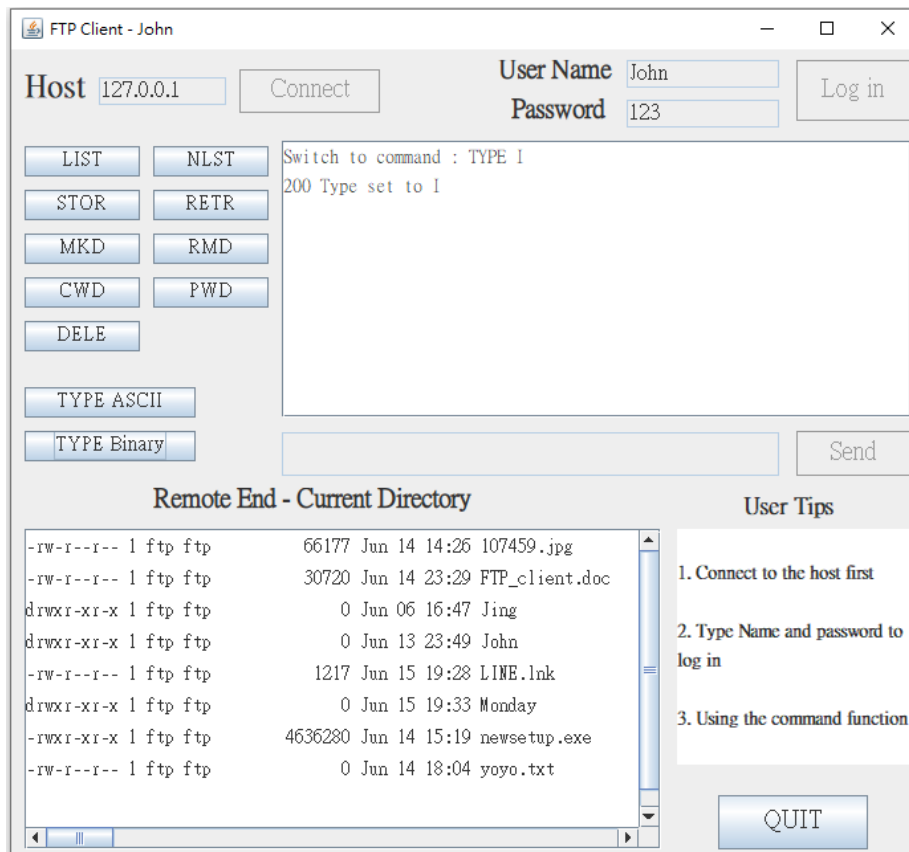 FTP Client - John
Host 127.0.0.1 Connect User Name John Log in
Password 123
LIST NLST
STOR RETR
MKD RMD
CWD PWD
DELE
TYPE ASCII
TYPE Binary
Switch to command : TYPE I
200 Type set to I
Send
Remote End - Current Directory
-rw-r--r-- 1 ftp ftp 66177 Jun 14 14:26 107459.jpg
-rw-r--r-- 1 ftp ftp 30720 Jun 14 23:29 FTP_client.doc
drwxr-xr-x 1 ftp ftp 0 Jun 06 16:47 Jing
drwxr-xr-x 1 ftp ftp 0 Jun 13 23:49 John
-rw-r--r-- 1 ftp ftp 1217 Jun 15 19:28 LINE.lnk
drwxr-xr-x 1 ftp ftp 0 Jun 15 19:33 Monday
-rwxr-xr-x 1 ftp ftp 4636280 Jun 14 15:19 newsetup.exe
-rw-r--r-- 1 ftp ftp 0 Jun 14 18:04 yoyo.txt
User Tips
1. Connect to the host first
2. Type Name and password to
log in
3. Using the command function
QUIT